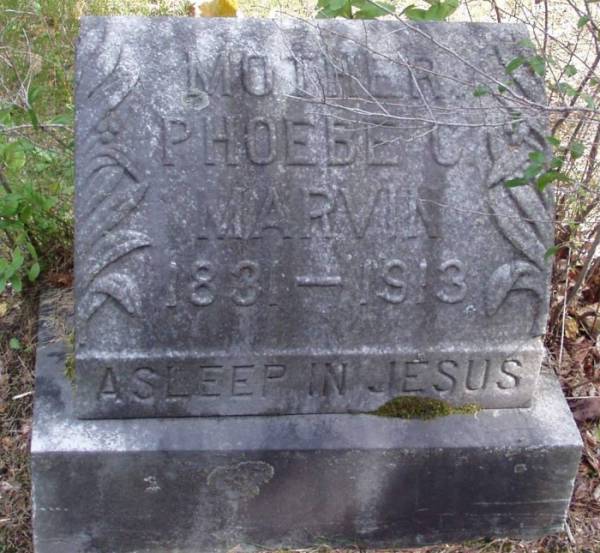 MOTHER
PHOEBE C.
MARVIN
1831 — 1913
ASLEEP IN JESUS